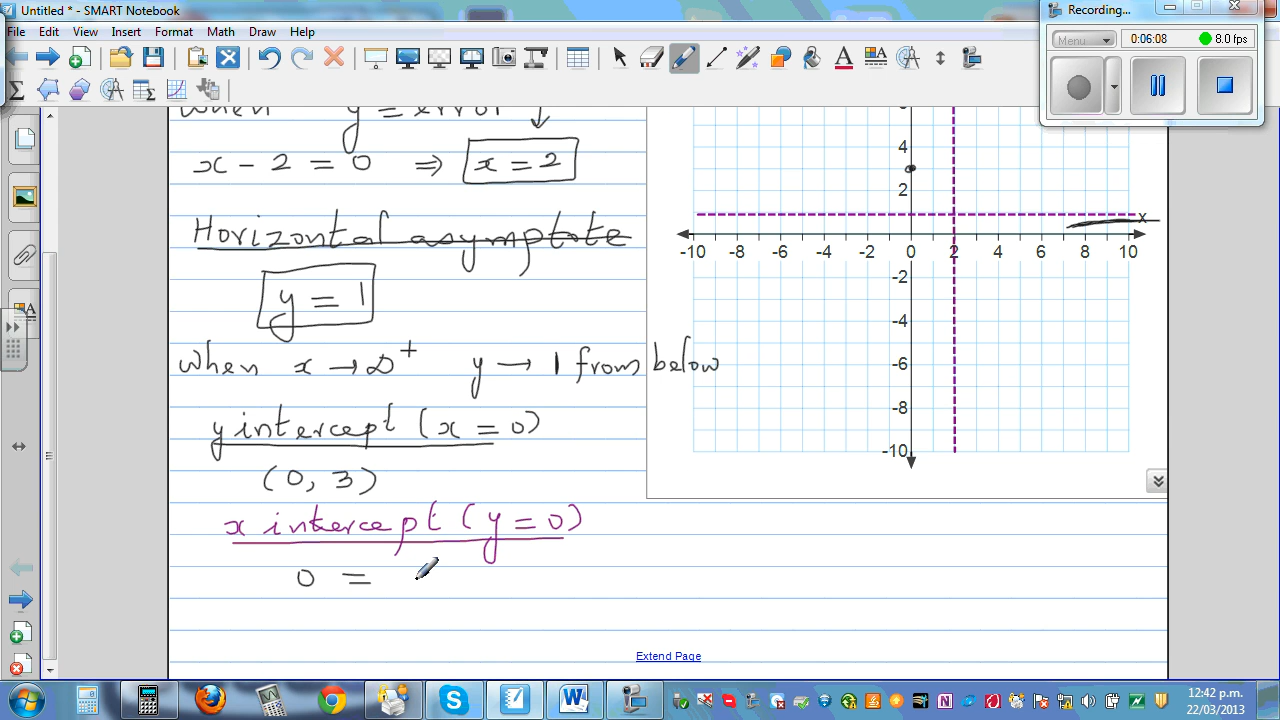 Untitled * - SMART Notebook
File Edit View Insert Format Math Draw Help
Recording...
Menu 0:06:08 8.0 fps
when y = error ↓
x - 2 = 0 ⇒ x = 2
Horizontal asymptote
y = 1
when x → ∞⁺ y → 1 from below
y intercept (x = 0)
(0, 3)
x intercept (y = 0)
0 =
4
2
x
-10 -8 -6 -4 -2 0 2 4 6 8 10
-2
-4
-6
-8
-10
Extend Page
12:42 p.m.
22/03/2013